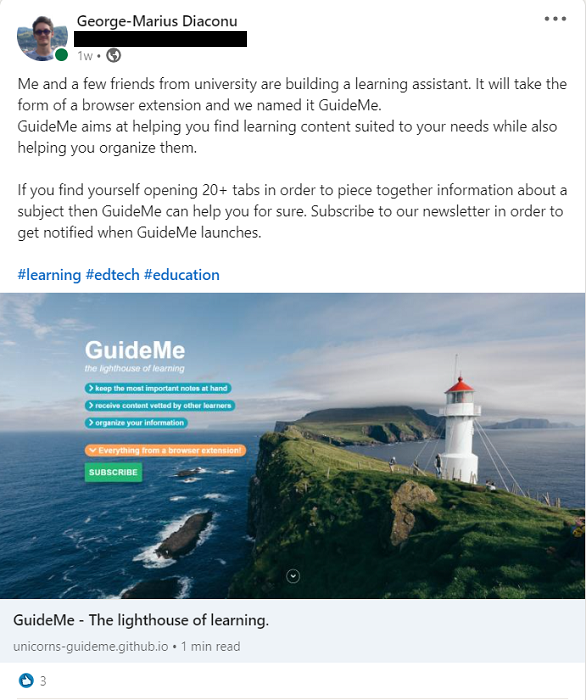 George-Marius Diaconu
1w •
Me and a few friends from university are building a learning assistant. It will take the
form of a browser extension and we named it GuideMe.
GuideMe aims at helping you find learning content suited to your needs while also
helping you organize them.
If you find yourself opening 20+ tabs in order to piece together information about a
subject then GuideMe can help you for sure. Subscribe to our newsletter in order to
get notified when GuideMe launches.
#learning #edtech #education
GuideMe
the lighthouse of learning
keep the most important notes at hand
receive content vetted by other learners
organize your information
Everything from a browser extension!
SUBSCRIBE
GuideMe - The lighthouse of learning.
unicorns-guideme.github.io • 1 min read
3